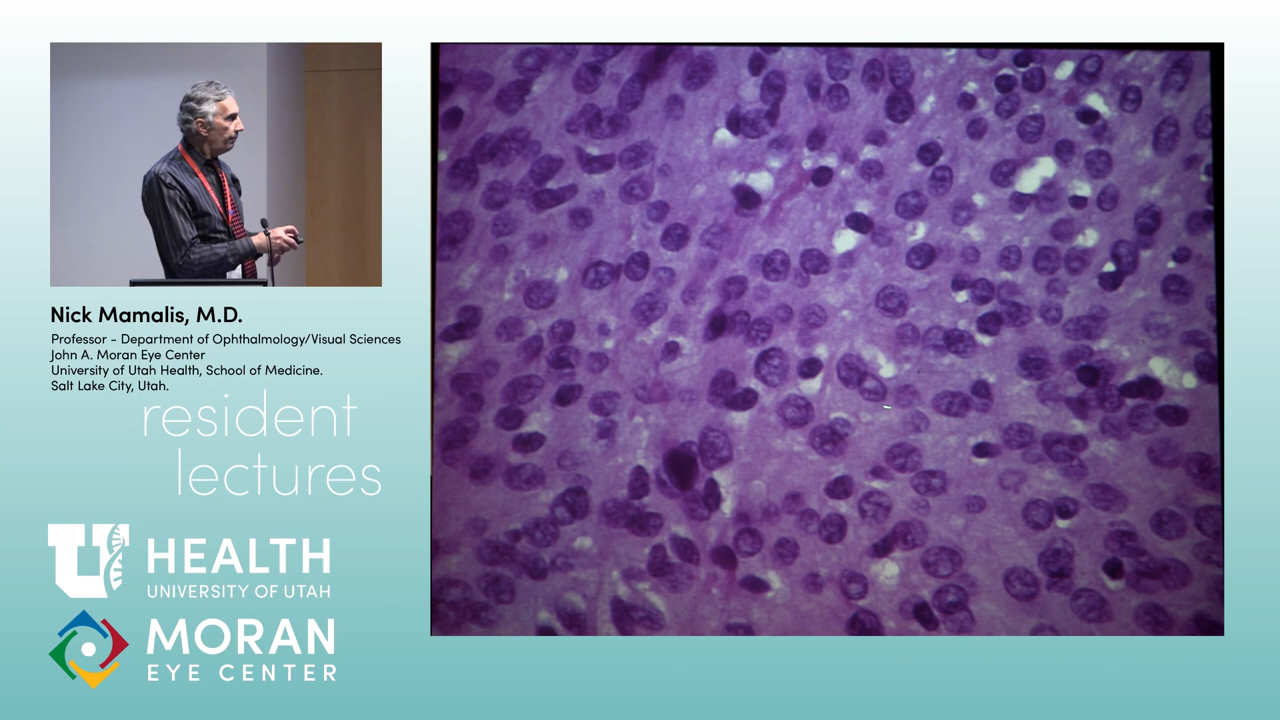 Nick Mamalis, M.D.
Professor - Department of Ophthalmology/Visual Sciences
John A. Moran Eye Center
University of Utah Health, School of Medicine.
Salt Lake City, Utah.
resident
lectures
U HEALTH
UNIVERSITY OF UTAH
MORAN
EYE CENTER